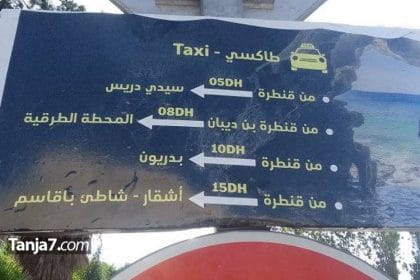 طاكسي - Taxi
من قنطرة 05DH سيدي دريس
من قنطرة بن ديبان 08DH المحطة الطرقية
من قنطرة 10DH بدريون
من قنطرة 15DH أشقار - شاطئ باقاسم
Tanja7.com